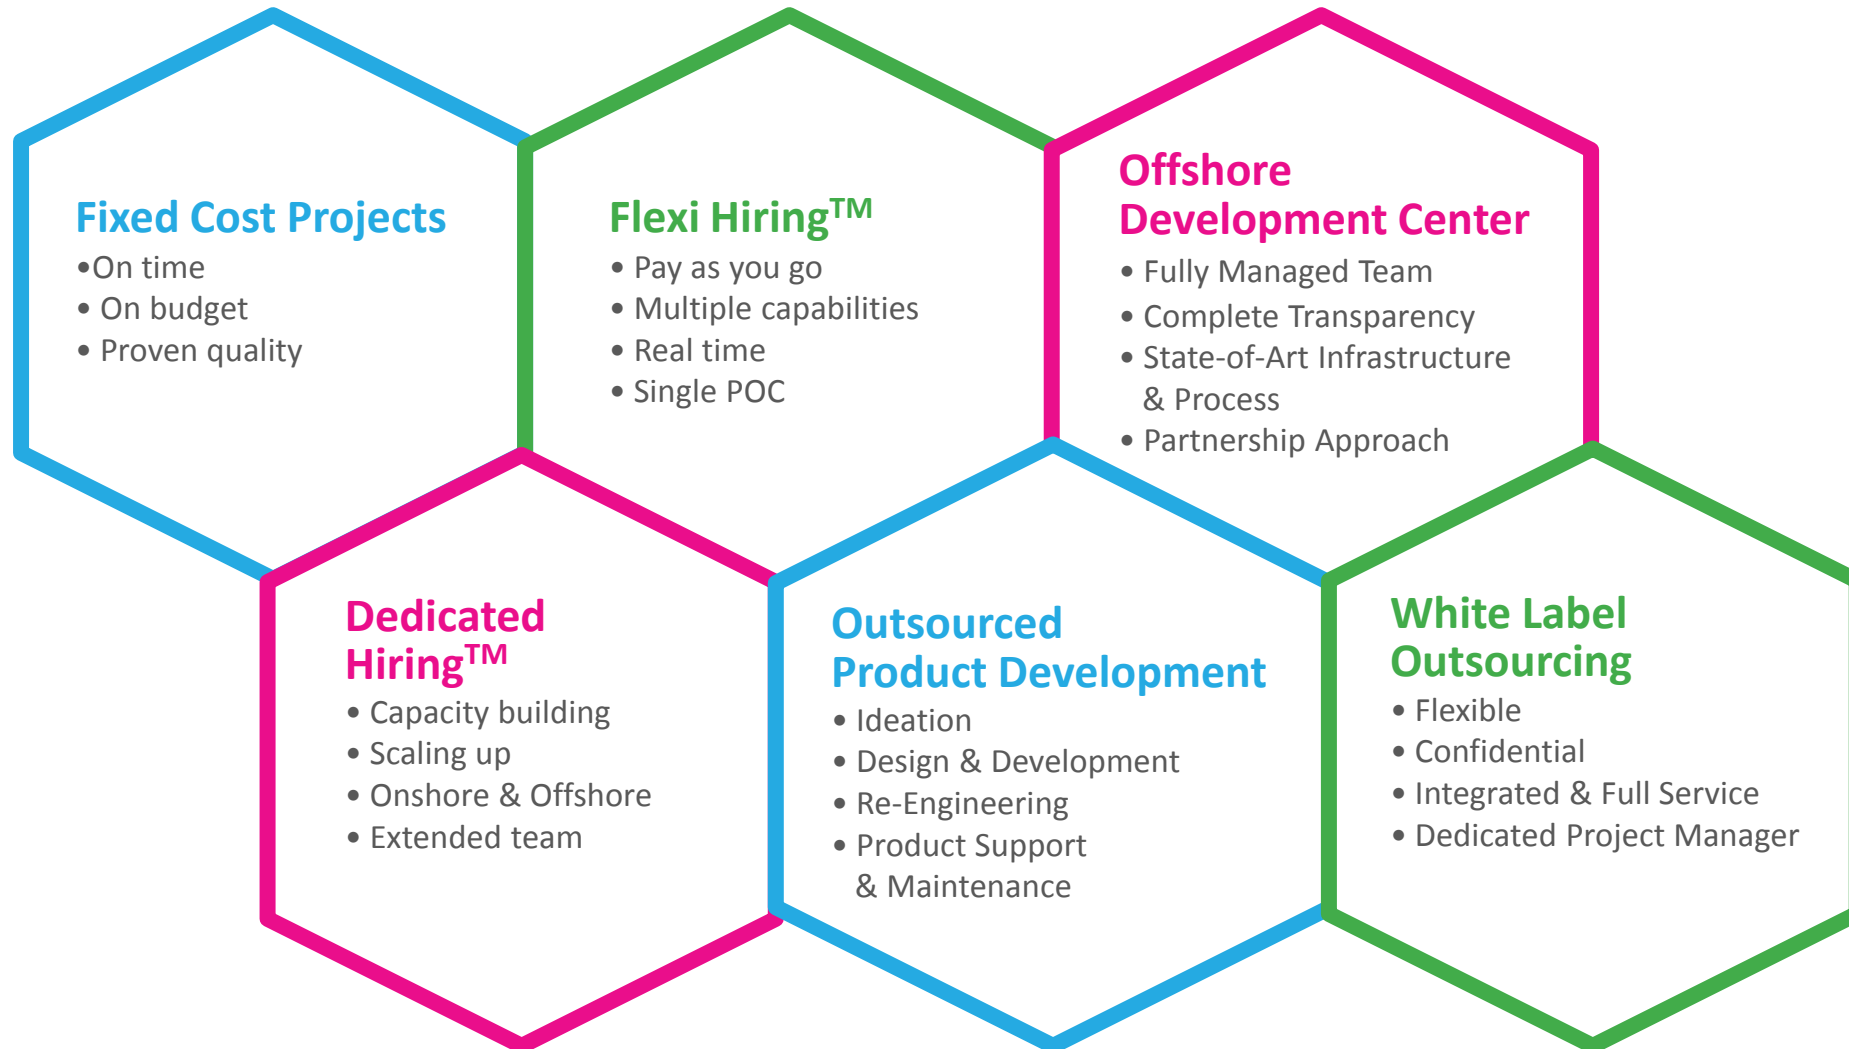 Fixed Cost Projects
•On time
• On budget
• Proven quality
Flexi Hiring™
• Pay as you go
• Multiple capabilities
• Real time
• Single POC
Offshore
Development Center
• Fully Managed Team
• Complete Transparency
• State-of-Art Infrastructure
& Process
• Partnership Approach
Dedicated
Hiring™
• Capacity building
• Scaling up
• Onshore & Offshore
• Extended team
Outsourced
Product Development
• Ideation
• Design & Development
• Re-Engineering
• Product Support
& Maintenance
White Label
Outsourcing
• Flexible
• Confidential
• Integrated & Full Service
• Dedicated Project Manager